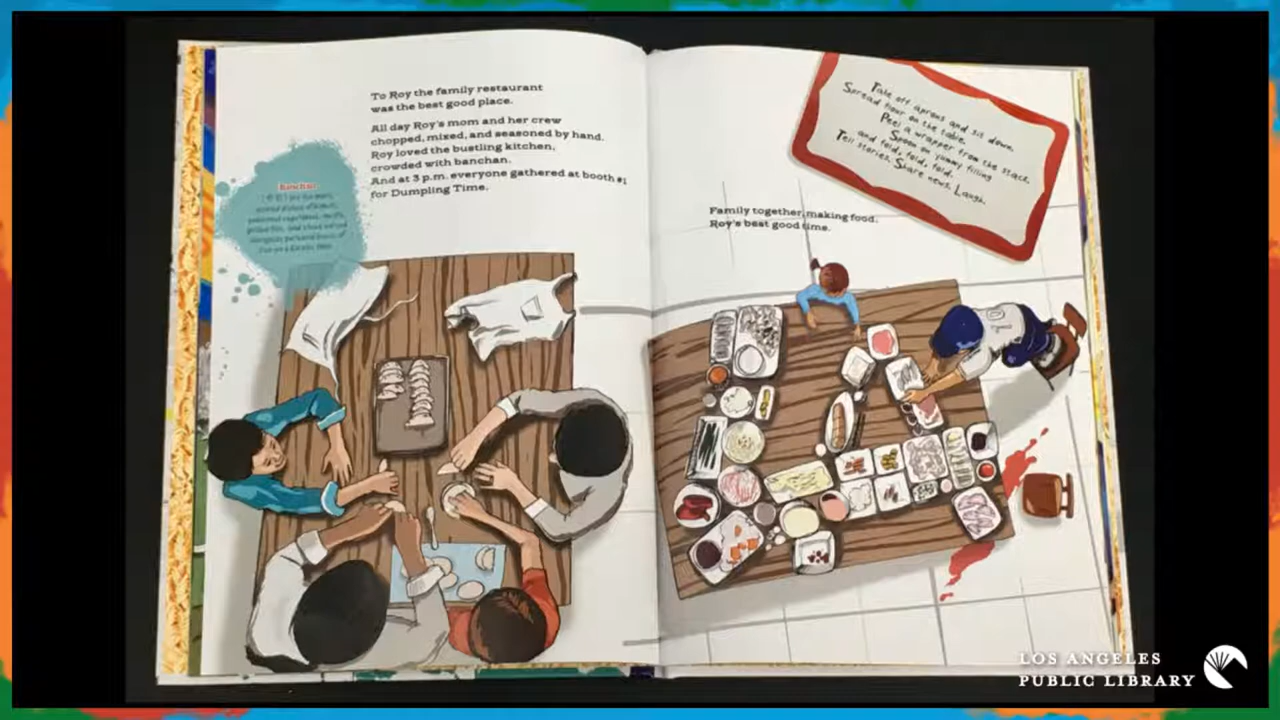 To Roy the family restaurant
was the best good place.
All day Roy's mom and her crew
chopped, mixed, and seasoned by hand.
Roy loved the bustling kitchen,
crowded with banchan.
And at 3 p.m. everyone gathered at booth #1
for Dumpling Time.
Banchan
Take off aprons and sit down.
Spread flour on the table.
Peel a wrapper from the stack,
Spoon on yummy filling
and fold, fold, fold.
Tell stories. Share news. Laugh.
Family together, making food.
Roy's best good time.
LOS ANGELES
PUBLIC LIBRARY